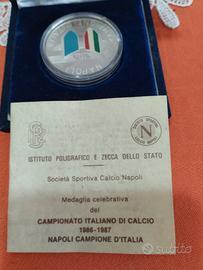 NAPOLI
ISTITUTO POLIGRAFICO E ZECCA DELLO STATO
Società Sportiva Calcio Napoli
Medaglia celebrativa
del
CAMPIONATO ITALIANO DI CALCIO
1986-1987
NAPOLI CAMPIONE D'ITALIA
subito